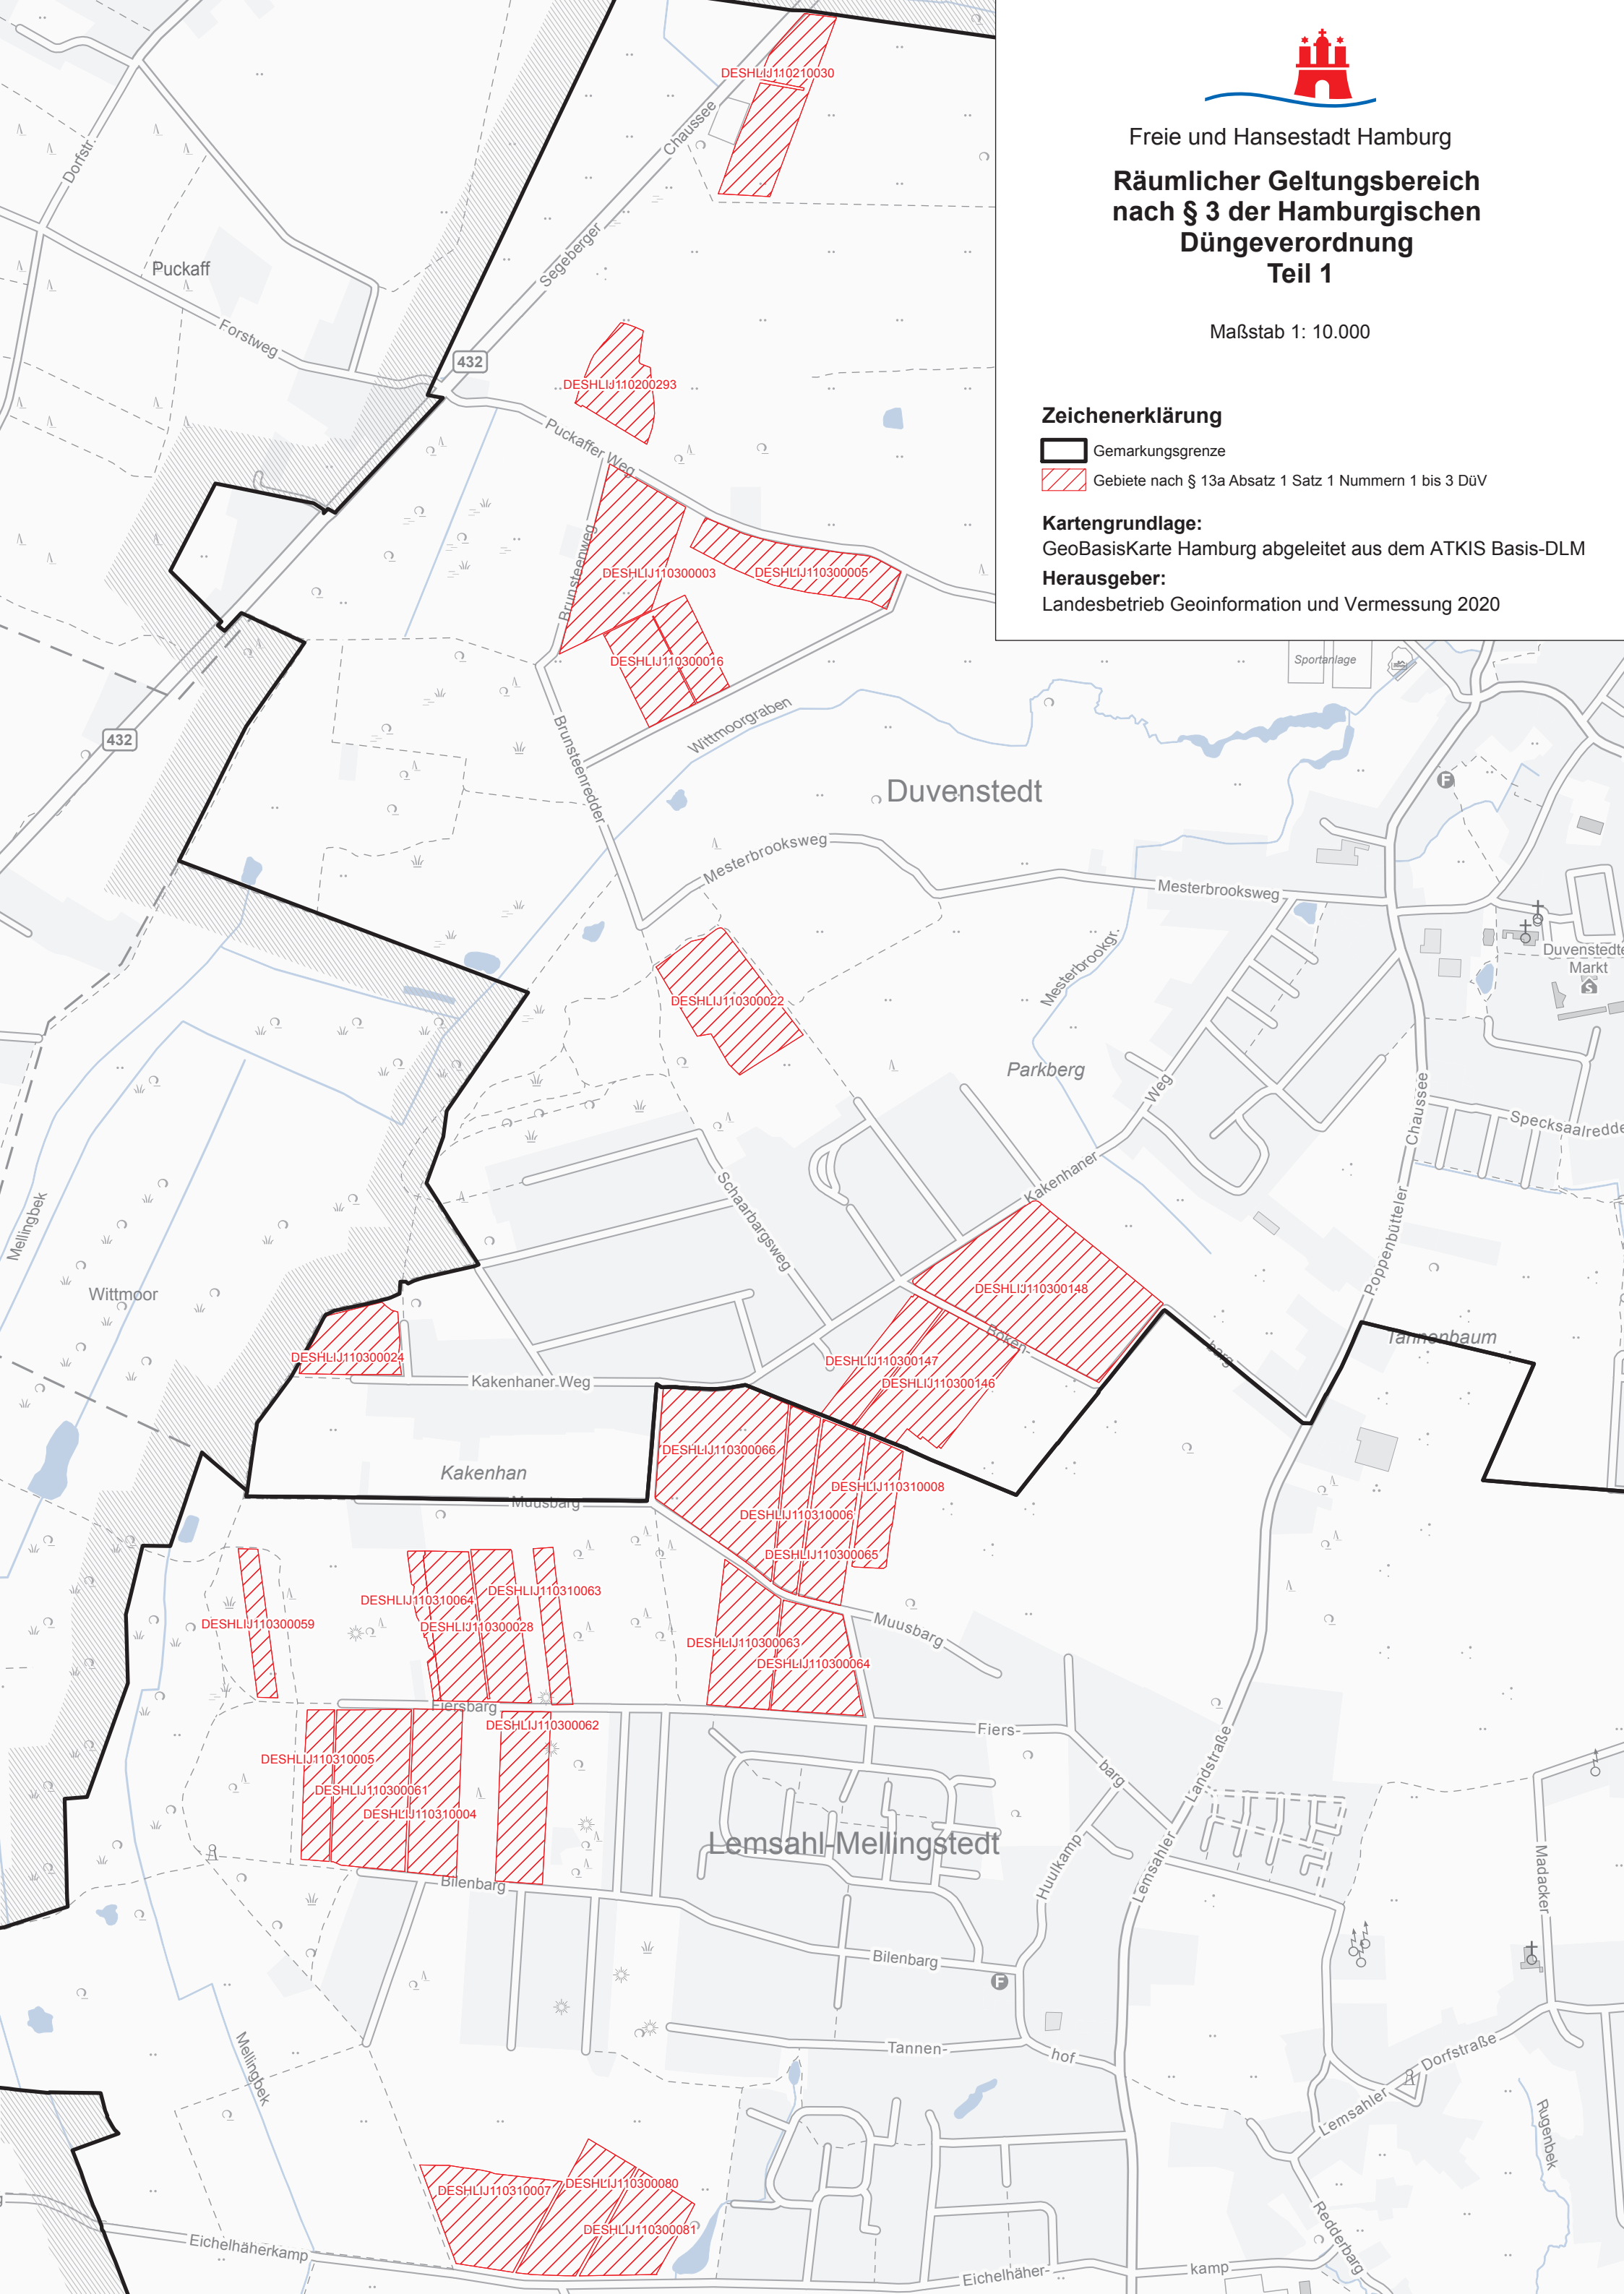 Freie und Hansestadt Hamburg
Räumlicher Geltungsbereich
nach § 3 der Hamburgischen
Düngeverordnung
Teil 1
Maßstab 1: 10.000
Zeichenerklärung
Gemarkungsgrenze
Gebiete nach § 13a Absatz 1 Satz 1 Nummern 1 bis 3 DüV
Kartengrundlage:
GeoBasisKarte Hamburg abgeleitet aus dem ATKIS Basis-DLM
Herausgeber:
Landesbetrieb Geoinformation und Vermessung 2020
DESHLIJ110210030
Chaussee
Dorfstr.
Segeberger
Puckaff
Forstweg
432
DESHLIJ110200293
Puckaffer Weg
Brunsteenweg
DESHLIJ110300003
DESHLIJ110300005
DESHLIJ110300016
Sportanlage
Wittmoorgraben
432
Brunsteenredder
Duvenstedt
F
Mesterbrooksweg
Mesterbrooksweg
Duvenstedte
Markt
S
Mesterbrookgr.
DESHLIJ110300022
Parkberg
Weg
Chaussee
Specksaalredde
Kakenhaner
Schaarbargsweg
Mellingbek
Poppenbütteler
Wittmoor
DESHLIJ110300148
Tannenbaum
Boken-
barg
DESHLIJ110300024
DESHLIJ110300147
DESHLIJ110300146
Kakenhaner Weg
DESHLIJ110300066
Kakenhan
DESHLIJ110310008
Muusbarg
DESHLIJ110310006
DESHLIJ110300065
DESHLIJ110310063
DESHLIJ110310064
DESHLIJ110300059
DESHLIJ110300028
Muusbarg
DESHLIJ110300063
DESHLIJ110300064
Fiersbarg
DESHLIJ110300062
Fiers-
barg
DESHLIJ110310005
DESHLIJ110300061
DESHLIJ110310004
Landstraße
Lemsahl-Mellingstedt
Huulkamp
Lemsahler
Madacker
Bilenbarg
Bilenbarg
F
Mellingbek
Tannen-
hof
Dorfstraße
Lemsahler
Rugenbek
DESHLIJ110310007
DESHLIJ110300080
DESHLIJ110300081
Redderbarg
Eichelhäherkamp
Eichelhäher-
kamp